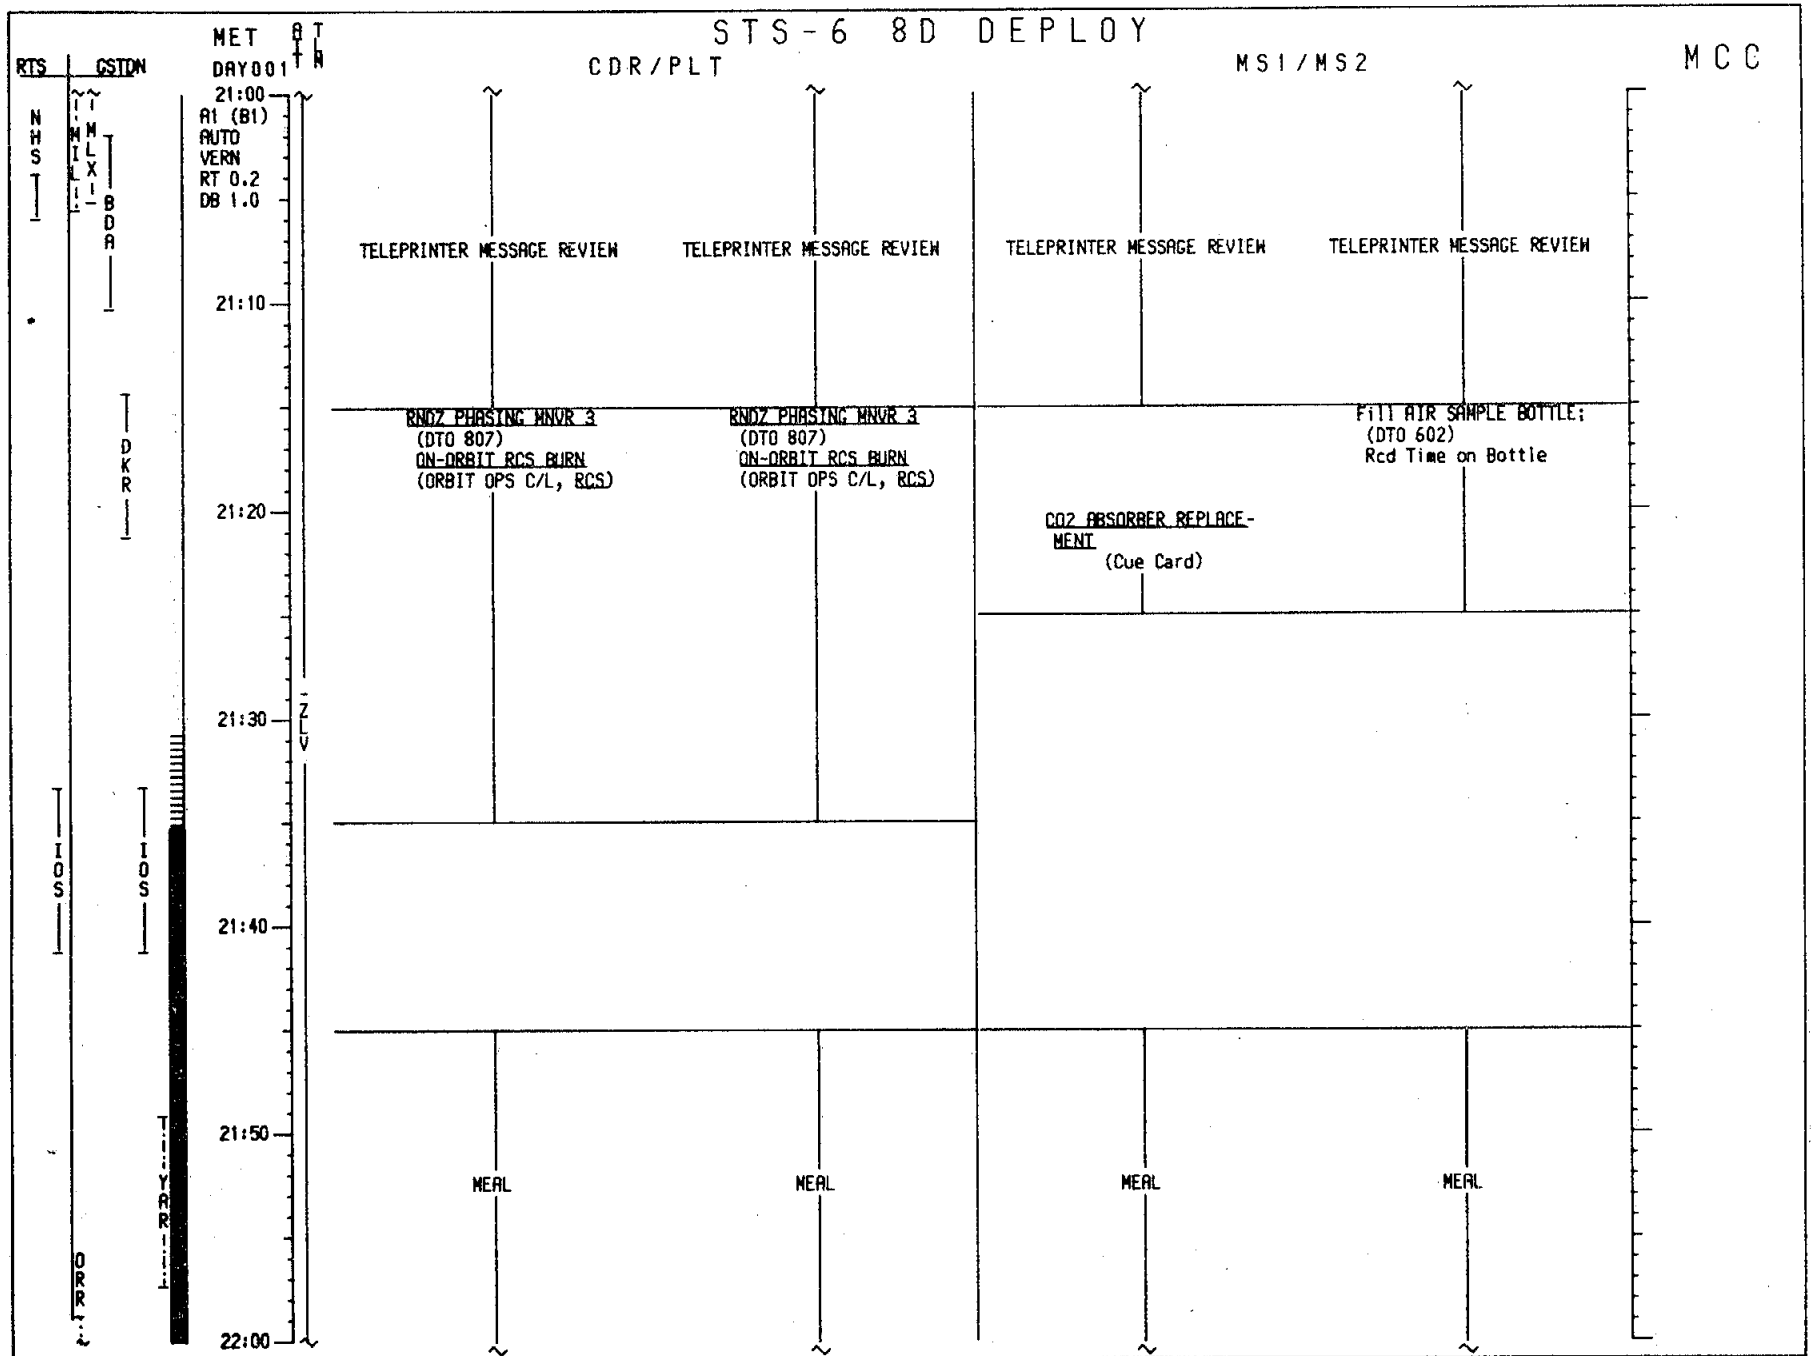 STS-6 8D DEPLOY
MET
ATT
TLM
RTS
GSTDN
DAY001
CDR/PLT
MS1/MS2
MCC
21:00
A1 (B1)
AUTO
VERN
RT 0.2
DB 1.0
NHS
MIL
MLX
BDA
TELEPRINTER MESSAGE REVIEW
TELEPRINTER MESSAGE REVIEW
TELEPRINTER MESSAGE REVIEW
TELEPRINTER MESSAGE REVIEW
21:10
DKR
RNDZ PHASING MNVR 3
(DTO 807)
ON-ORBIT RCS BURN
(ORBIT OPS C/L, RCS)
RNDZ PHASING MNVR 3
(DTO 807)
ON-ORBIT RCS BURN
(ORBIT OPS C/L, RCS)
Fill AIR SAMPLE BOTTLE:
(DTO 602)
Rcd Time on Bottle
21:20
CO2 ABSORBER REPLACE-
MENT
(Cue Card)
21:30
-ZLV
IOS
IOS
21:40
21:50
YAR
MEAL
MEAL
MEAL
MEAL
ORR
22:00